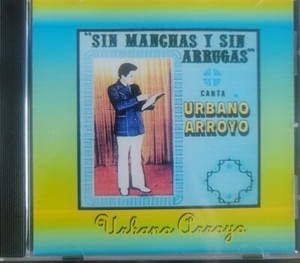 "SIN MANCHAS Y SIN
ARRUGAS"
CANTA
URBANO
ARROYO
Urbano Arroyo